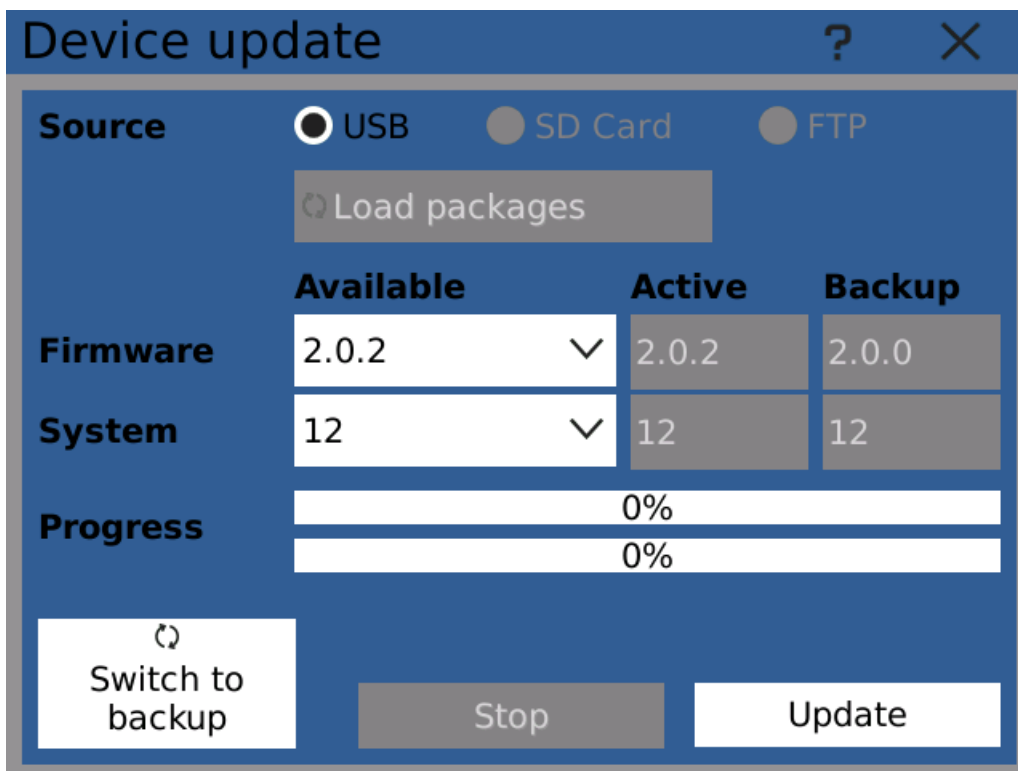 Device update ?
Source USB SD Card FTP
Load packages
Available Active Backup
Firmware 2.0.2 2.0.2 2.0.0
System 12 12 12
Progress 0%
0%
Switch to
backup
Stop Update